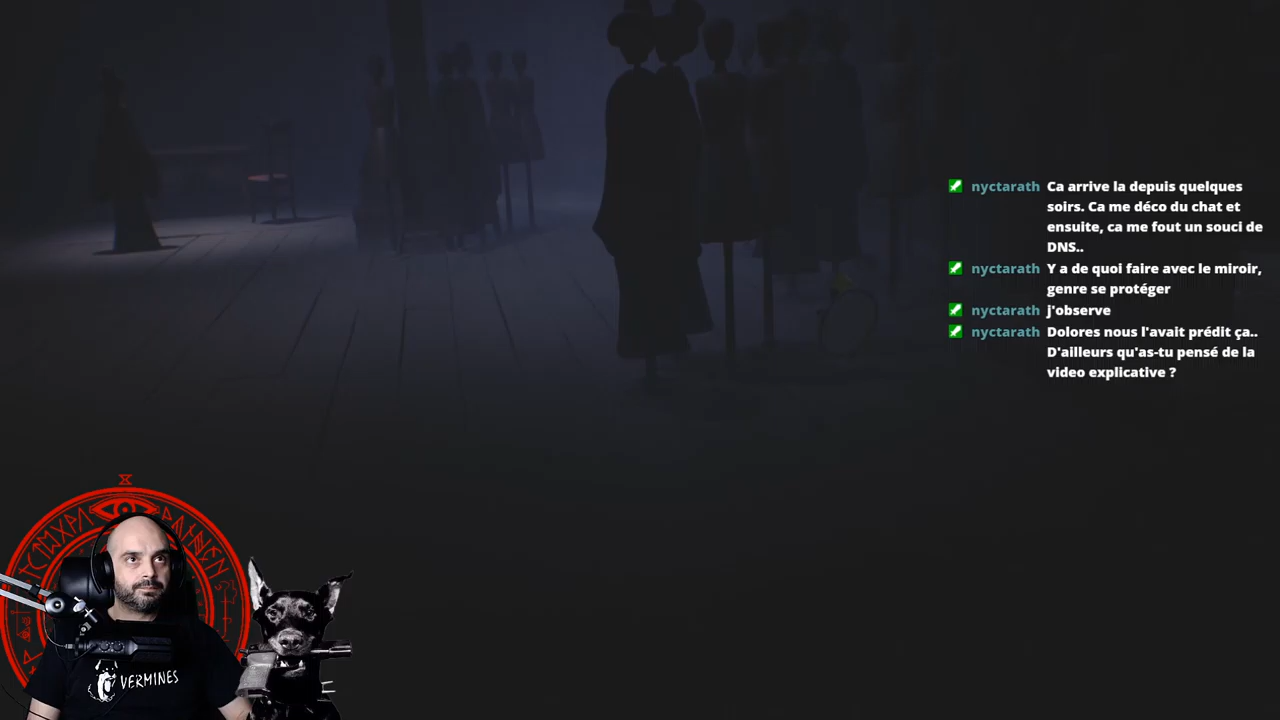 nyctarath Ca arrive la depuis quelques
soirs. Ca me déco du chat et
ensuite, ca me fout un souci de
DNS..
nyctarath Y a de quoi faire avec le miroir,
genre se protéger
nyctarath j'observe
nyctarath Dolores nous l'avait prédit ça..
D'ailleurs qu'as-tu pensé de la
video explicative ?
VERMINES